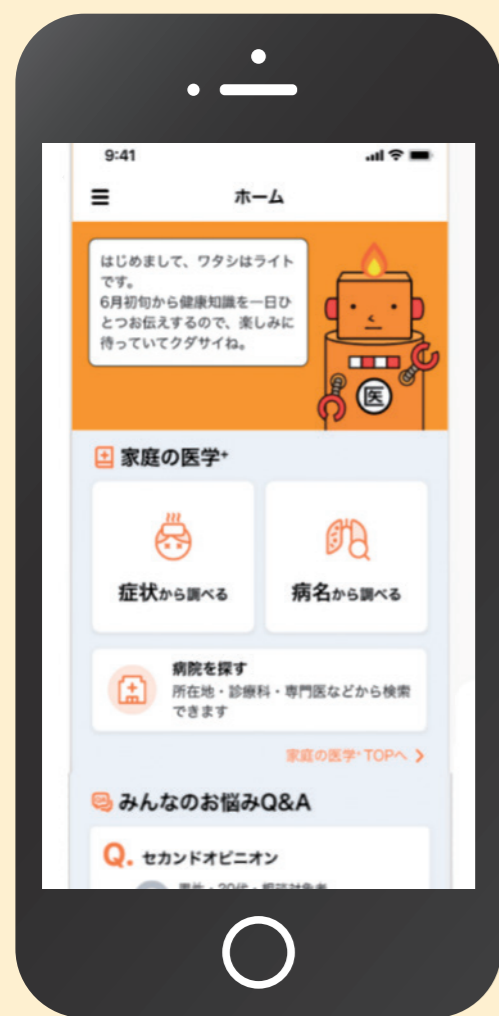 9:41
ホーム
はじめまして、ワタシはライト
です。
6月初旬から健康知識を一日ひ
とつお伝えするので、楽しみに
待っていてクダサイね。
医
家庭の医学+
症状から調べる
病名から調べる
病院を探す
所在地・診療科・専門医などから検索
できます
家庭の医学+TOPへ
みんなのお悩みQ&A
Q. セカンドオピニオン